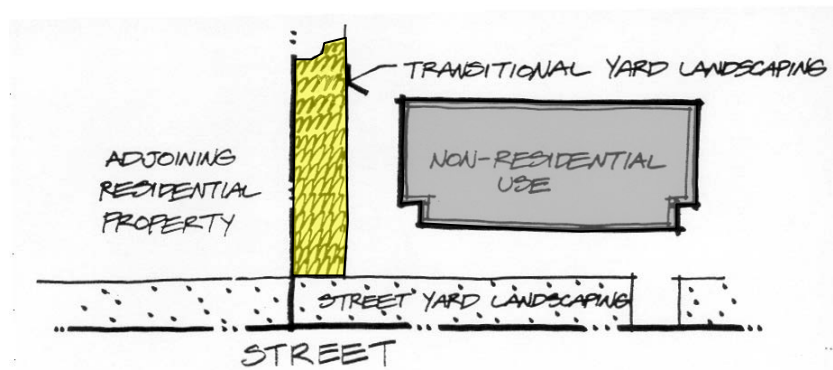 TRANSITIONAL YARD LANDSCAPING
ADJOINING
RESIDENTIAL
PROPERTY
NON-RESIDENTIAL
USE
STREET YARD LANDSCAPING
STREET